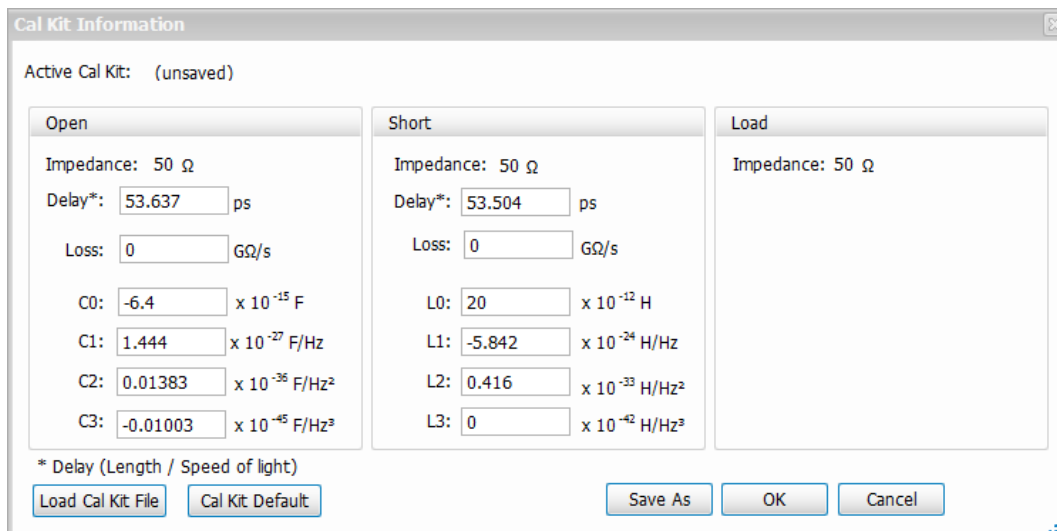 Cal Kit Information
Active Cal Kit: (unsaved)
Open
Impedance: 50 Ω
Delay*: 53.637 ps
Loss: 0 GΩ/s
C0: -6.4 x 10⁻¹⁵ F
C1: 1.444 x 10⁻²⁷ F/Hz
C2: 0.01383 x 10⁻³⁶ F/Hz²
C3: -0.01003 x 10⁻⁴⁵ F/Hz³
Short
Impedance: 50 Ω
Delay*: 53.504 ps
Loss: 0 GΩ/s
L0: 20 x 10⁻¹² H
L1: -5.842 x 10⁻²⁴ H/Hz
L2: 0.416 x 10⁻³³ H/Hz²
L3: 0 x 10⁻⁴² H/Hz³
Load
Impedance: 50 Ω
* Delay (Length / Speed of light)
Load Cal Kit File Cal Kit Default Save As OK Cancel